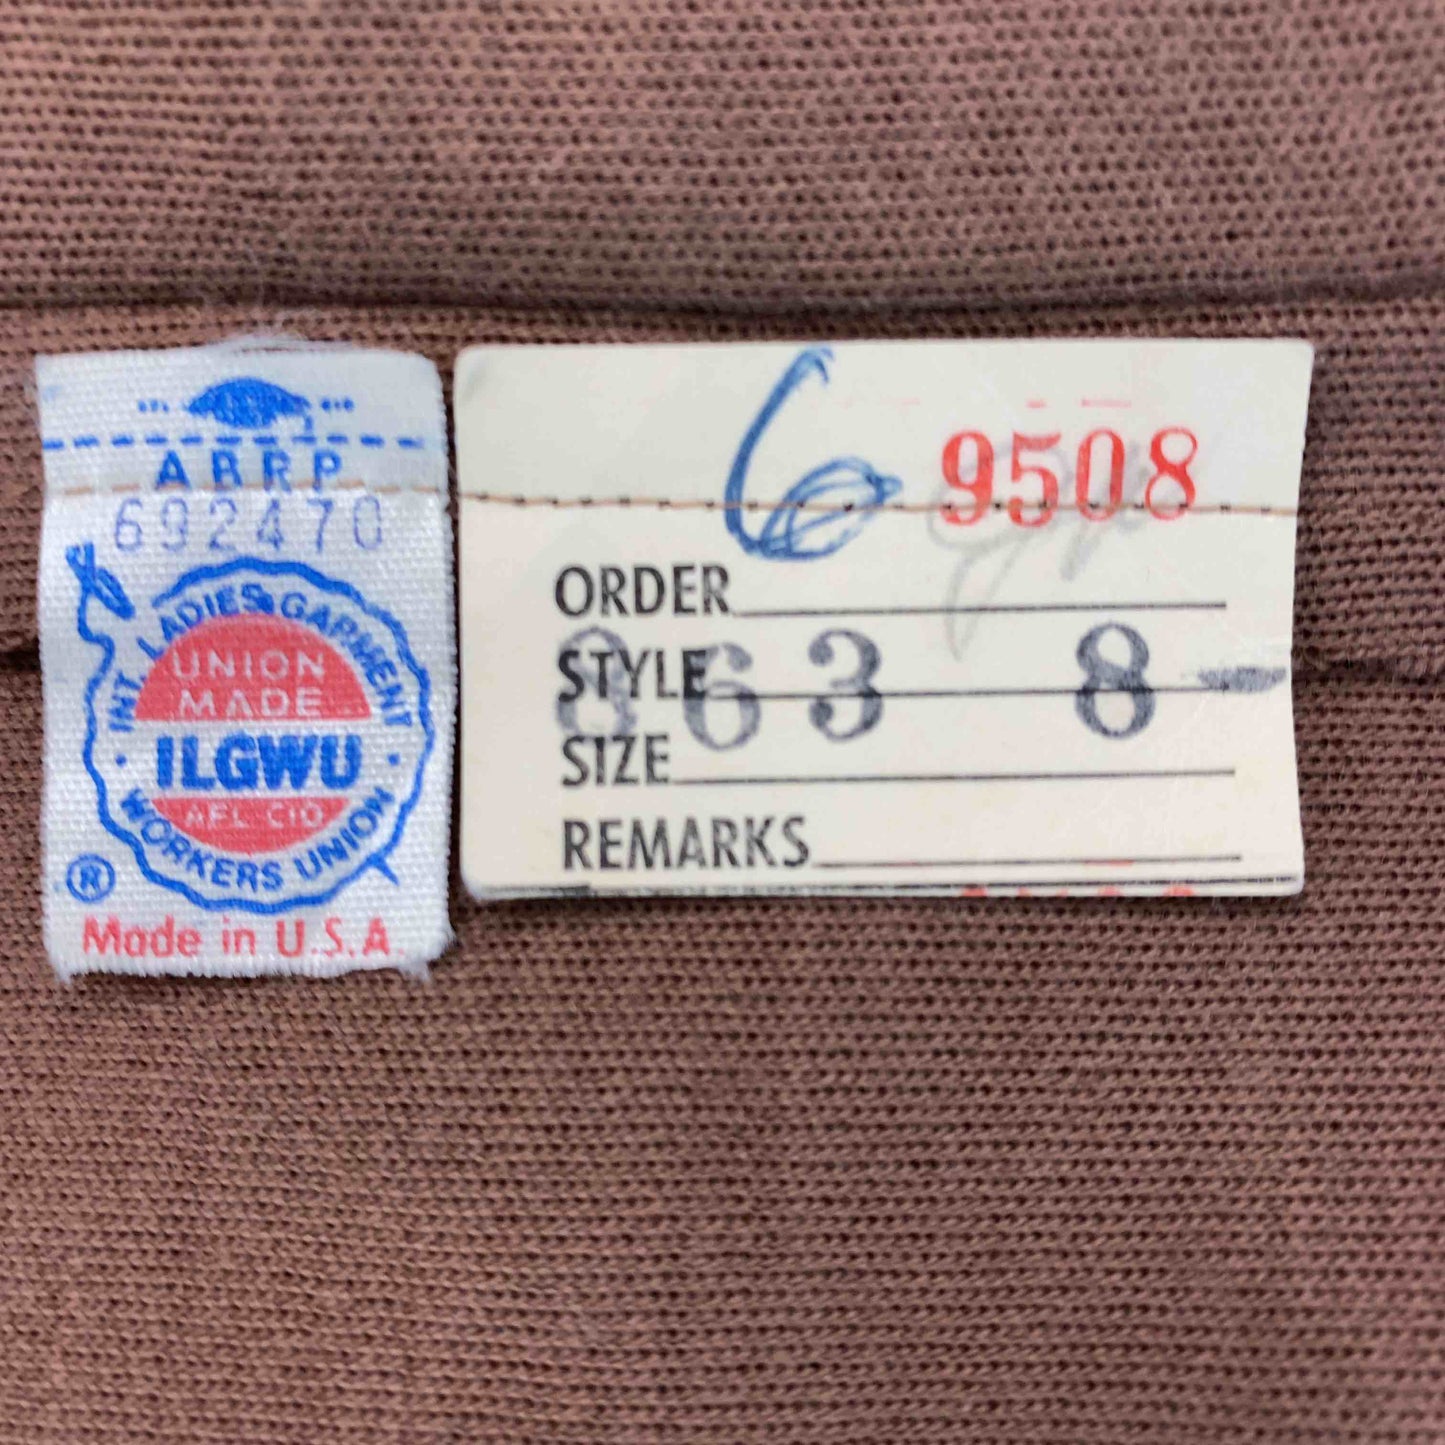 ABRP
692470
INT. LADIES GARMENT
UNION
MADE
ILGWU
AFL CIO
WORKERS UNION
®
Made in U.S.A.
6
9508
ORDER
STYLE 863 8
SIZE
REMARKS